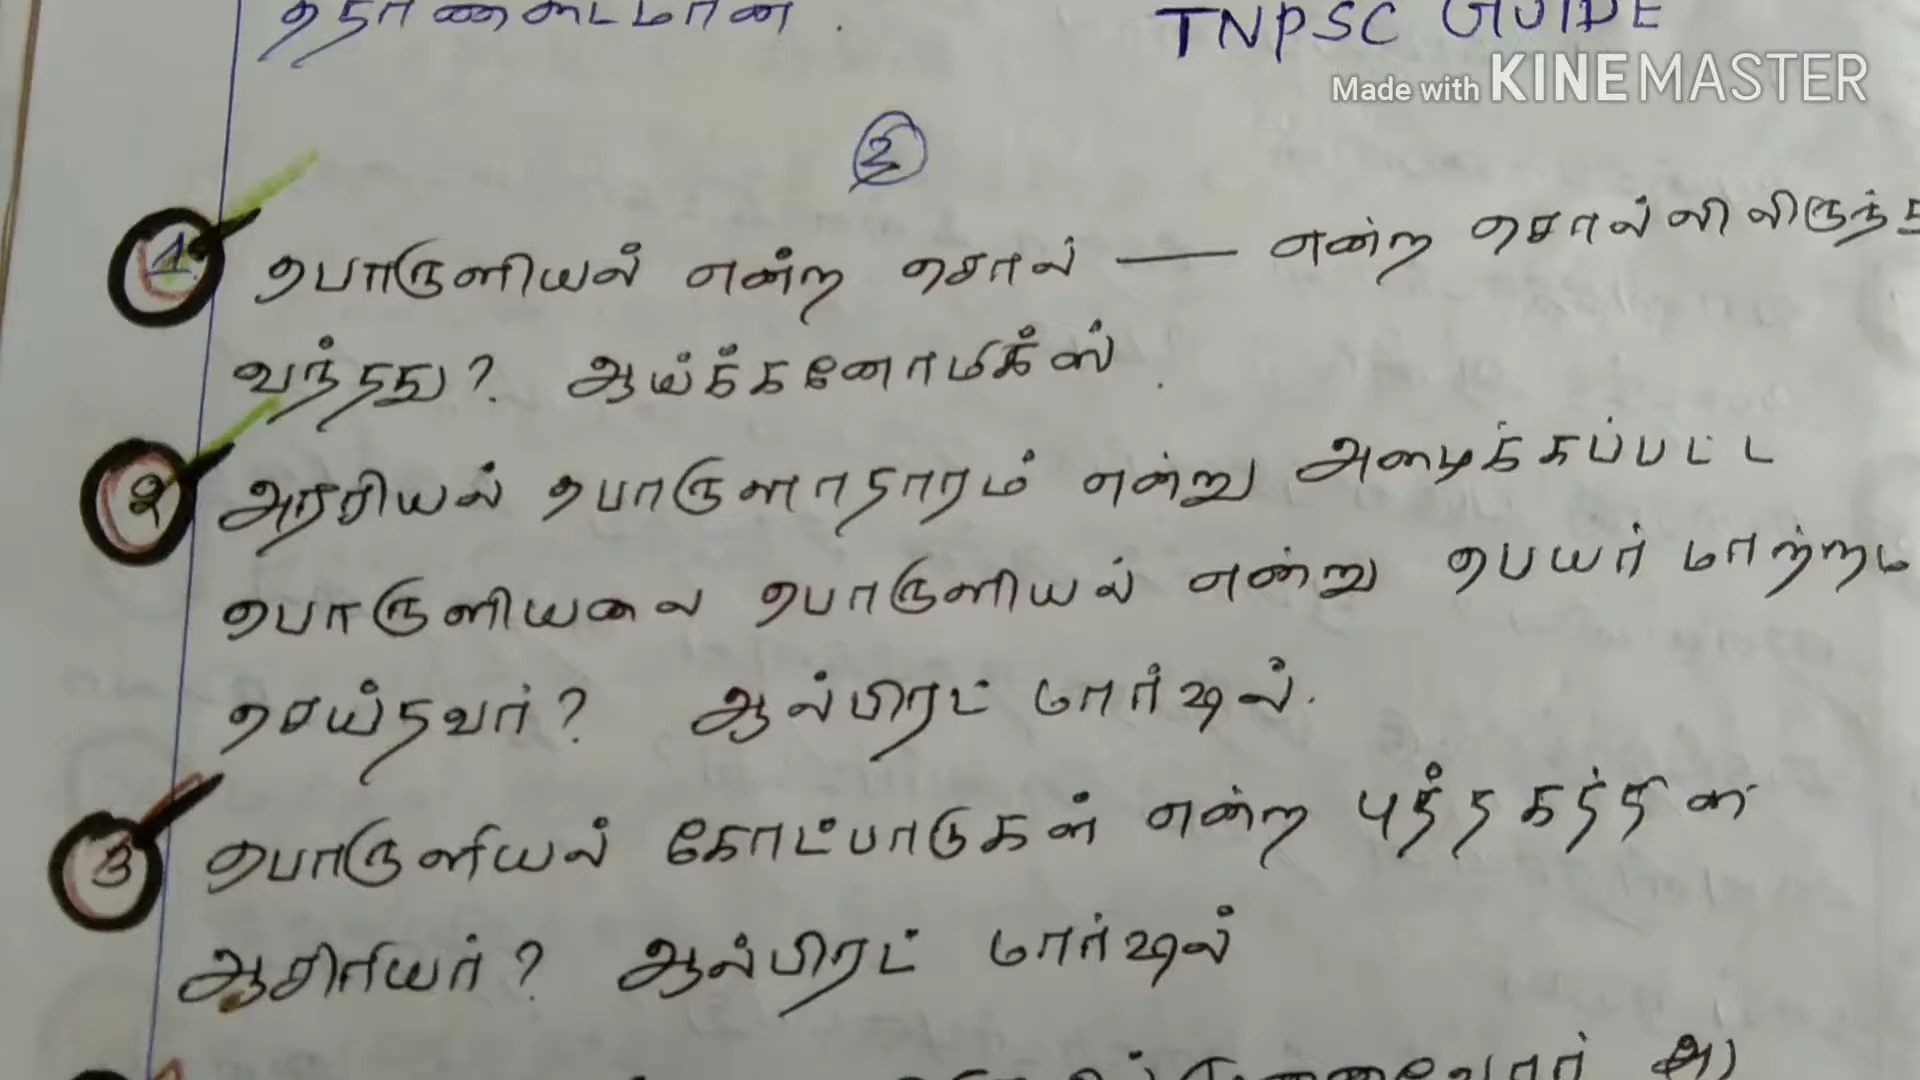 TNPSC GUIDE
Made with KINEMASTER
2
1. பொருளியல் என்ற சொல் — என்ற சொல்லிலிருந்து
வந்தது? ஆய்க்கனோமிக்ஸ்.
2 அரசியல் பொருளாதாரம் என்று அழைக்கப்பட்ட
பொருளியலை பொருளியல் என்று பெயர் மாற்றம்
செய்தவர்? ஆல்பிரட் மார்ஷல்.
3 பொருளியல் கோட்பாடுகள் என்ற புத்தகத்தின்
ஆசிரியர்? ஆல்பிரட் மார்ஷல்